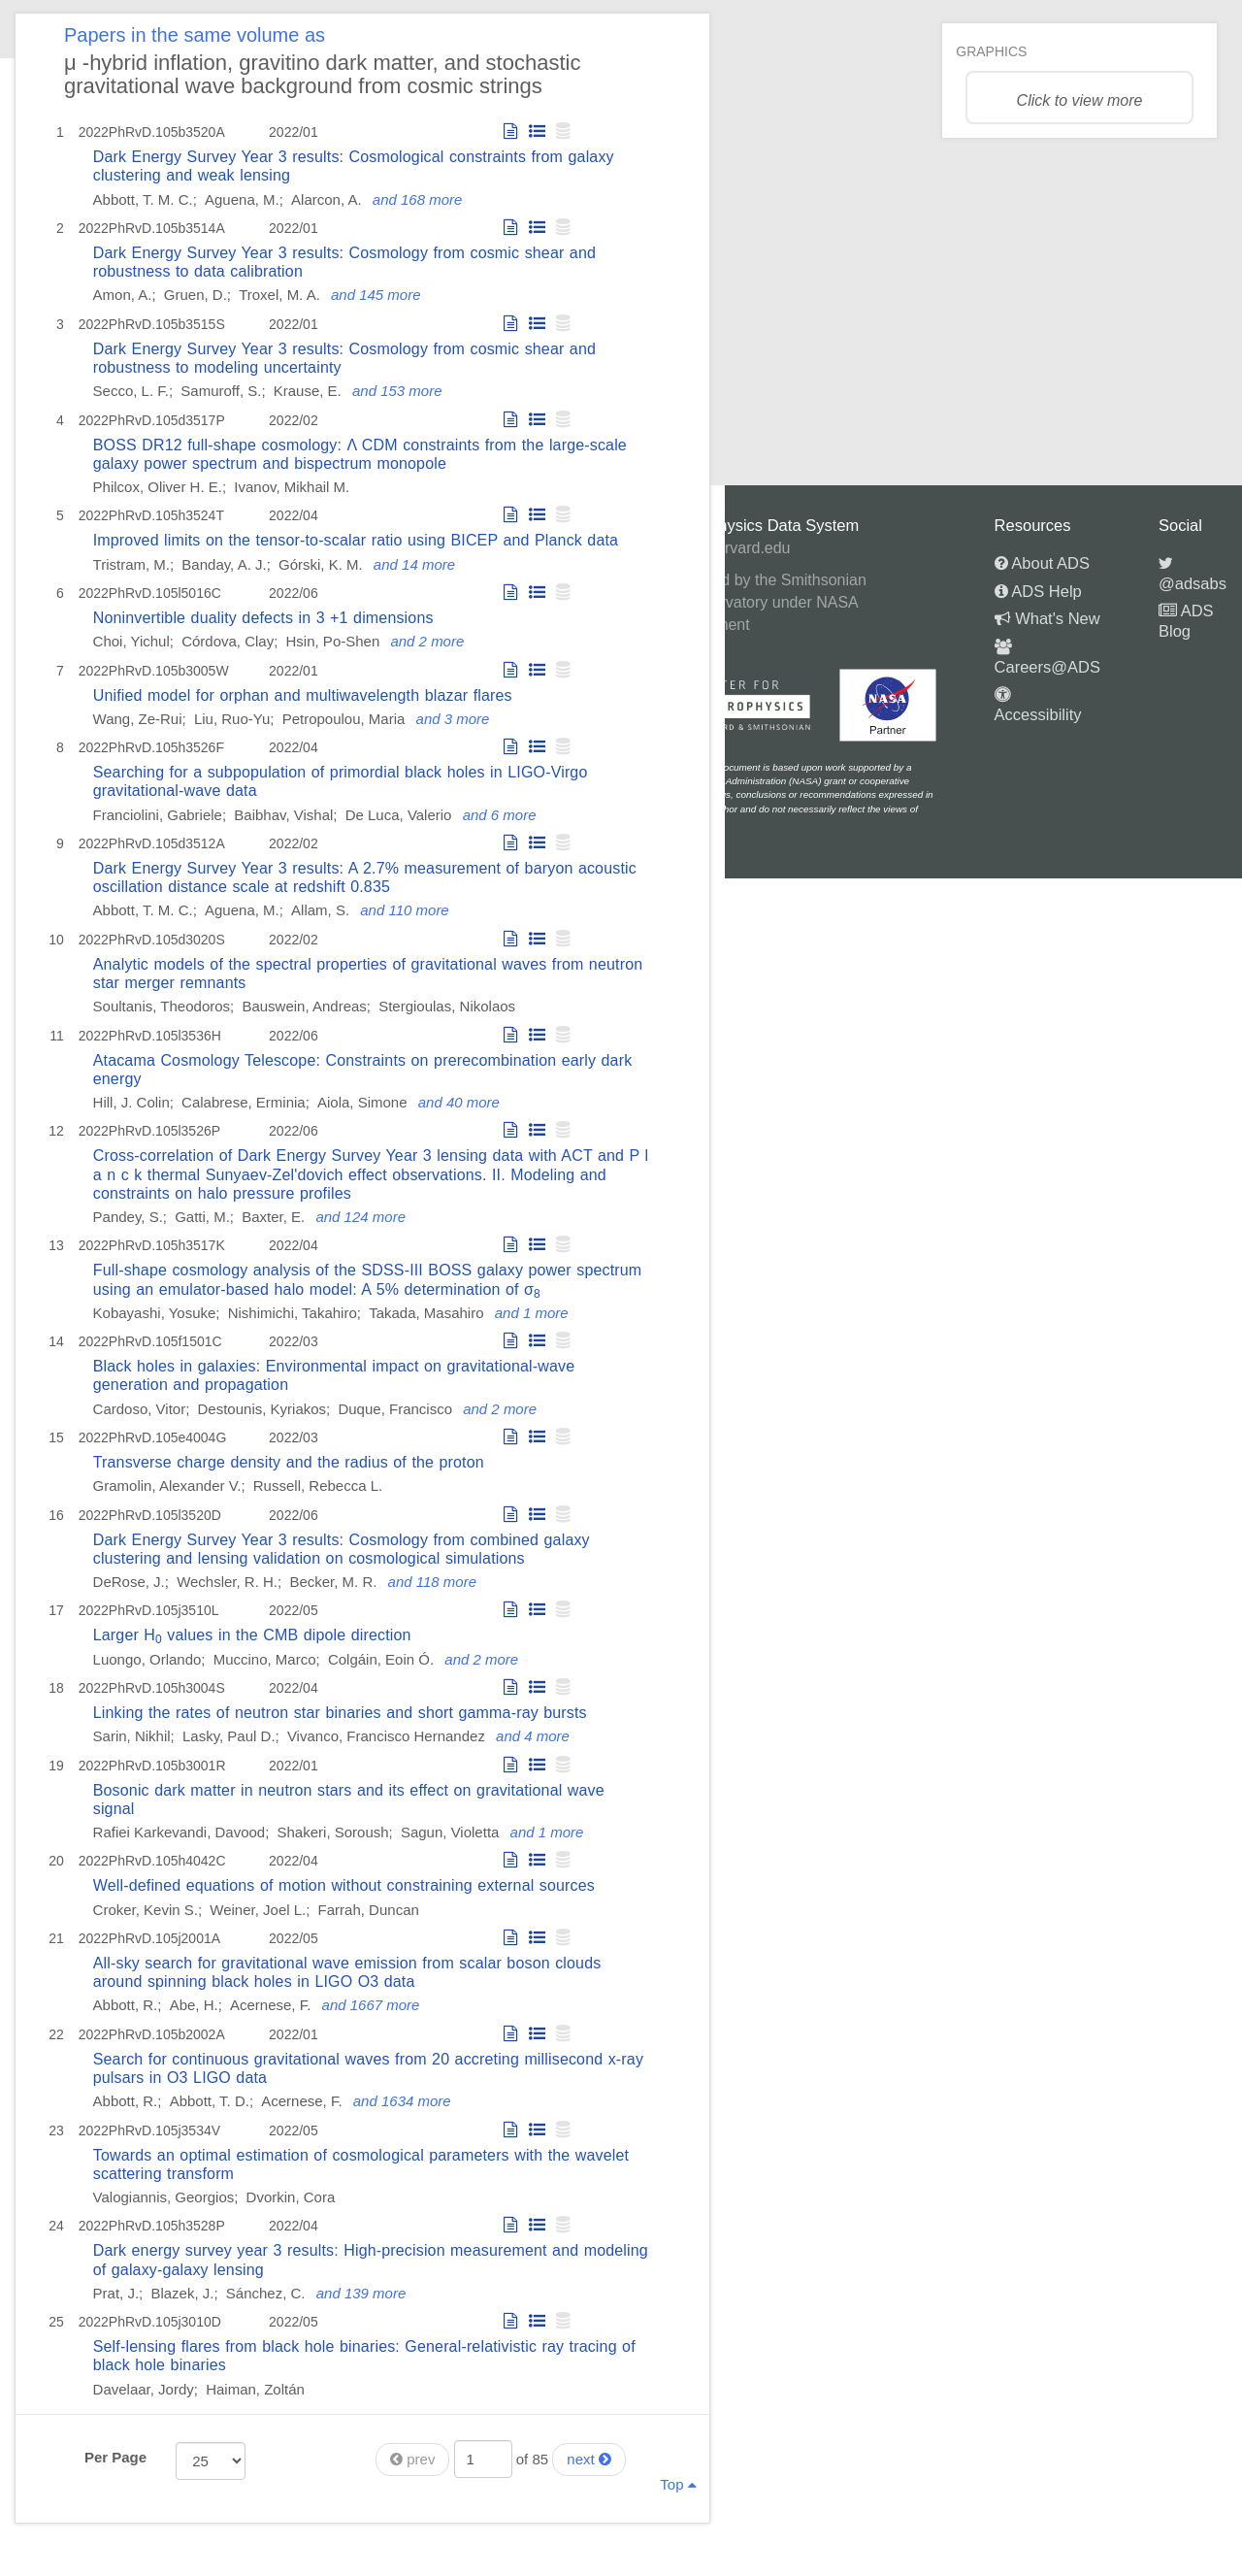 Papers in the same volume as
μ -hybrid inflation, gravitino dark matter, and stochastic
gravitational wave background from cosmic strings
1 2022PhRvD.105b3520A 2022/01
Dark Energy Survey Year 3 results: Cosmological constraints from galaxy
clustering and weak lensing
Abbott, T. M. C.; Aguena, M.; Alarcon, A. and 168 more
2 2022PhRvD.105b3514A 2022/01
Dark Energy Survey Year 3 results: Cosmology from cosmic shear and
robustness to data calibration
Amon, A.; Gruen, D.; Troxel, M. A. and 145 more
3 2022PhRvD.105b3515S 2022/01
Dark Energy Survey Year 3 results: Cosmology from cosmic shear and
robustness to modeling uncertainty
Secco, L. F.; Samuroff, S.; Krause, E. and 153 more
4 2022PhRvD.105d3517P 2022/02
BOSS DR12 full-shape cosmology: Λ CDM constraints from the large-scale
galaxy power spectrum and bispectrum monopole
Philcox, Oliver H. E.; Ivanov, Mikhail M.
5 2022PhRvD.105h3524T 2022/04
Improved limits on the tensor-to-scalar ratio using BICEP and Planck data
Tristram, M.; Banday, A. J.; Górski, K. M. and 14 more
6 2022PhRvD.105l5016C 2022/06
Noninvertible duality defects in 3 +1 dimensions
Choi, Yichul; Córdova, Clay; Hsin, Po-Shen and 2 more
7 2022PhRvD.105b3005W 2022/01
Unified model for orphan and multiwavelength blazar flares
Wang, Ze-Rui; Liu, Ruo-Yu; Petropoulou, Maria and 3 more
8 2022PhRvD.105h3526F 2022/04
Searching for a subpopulation of primordial black holes in LIGO-Virgo
gravitational-wave data
Franciolini, Gabriele; Baibhav, Vishal; De Luca, Valerio and 6 more
9 2022PhRvD.105d3512A 2022/02
Dark Energy Survey Year 3 results: A 2.7% measurement of baryon acoustic
oscillation distance scale at redshift 0.835
Abbott, T. M. C.; Aguena, M.; Allam, S. and 110 more
10 2022PhRvD.105d3020S 2022/02
Analytic models of the spectral properties of gravitational waves from neutron
star merger remnants
Soultanis, Theodoros; Bauswein, Andreas; Stergioulas, Nikolaos
11 2022PhRvD.105l3536H 2022/06
Atacama Cosmology Telescope: Constraints on prerecombination early dark
energy
Hill, J. Colin; Calabrese, Erminia; Aiola, Simone and 40 more
12 2022PhRvD.105l3526P 2022/06
Cross-correlation of Dark Energy Survey Year 3 lensing data with ACT and P l
a n c k thermal Sunyaev-Zel'dovich effect observations. II. Modeling and
constraints on halo pressure profiles
Pandey, S.; Gatti, M.; Baxter, E. and 124 more
13 2022PhRvD.105h3517K 2022/04
Full-shape cosmology analysis of the SDSS-III BOSS galaxy power spectrum
using an emulator-based halo model: A 5% determination of σ8
Kobayashi, Yosuke; Nishimichi, Takahiro; Takada, Masahiro and 1 more
14 2022PhRvD.105f1501C 2022/03
Black holes in galaxies: Environmental impact on gravitational-wave
generation and propagation
Cardoso, Vitor; Destounis, Kyriakos; Duque, Francisco and 2 more
15 2022PhRvD.105e4004G 2022/03
Transverse charge density and the radius of the proton
Gramolin, Alexander V.; Russell, Rebecca L.
16 2022PhRvD.105l3520D 2022/06
Dark Energy Survey Year 3 results: Cosmology from combined galaxy
clustering and lensing validation on cosmological simulations
DeRose, J.; Wechsler, R. H.; Becker, M. R. and 118 more
17 2022PhRvD.105j3510L 2022/05
Larger H0 values in the CMB dipole direction
Luongo, Orlando; Muccino, Marco; Colgáin, Eoin Ó. and 2 more
18 2022PhRvD.105h3004S 2022/04
Linking the rates of neutron star binaries and short gamma-ray bursts
Sarin, Nikhil; Lasky, Paul D.; Vivanco, Francisco Hernandez and 4 more
19 2022PhRvD.105b3001R 2022/01
Bosonic dark matter in neutron stars and its effect on gravitational wave
signal
Rafiei Karkevandi, Davood; Shakeri, Soroush; Sagun, Violetta and 1 more
20 2022PhRvD.105h4042C 2022/04
Well-defined equations of motion without constraining external sources
Croker, Kevin S.; Weiner, Joel L.; Farrah, Duncan
21 2022PhRvD.105j2001A 2022/05
All-sky search for gravitational wave emission from scalar boson clouds
around spinning black holes in LIGO O3 data
Abbott, R.; Abe, H.; Acernese, F. and 1667 more
22 2022PhRvD.105b2002A 2022/01
Search for continuous gravitational waves from 20 accreting millisecond x-ray
pulsars in O3 LIGO data
Abbott, R.; Abbott, T. D.; Acernese, F. and 1634 more
23 2022PhRvD.105j3534V 2022/05
Towards an optimal estimation of cosmological parameters with the wavelet
scattering transform
Valogiannis, Georgios; Dvorkin, Cora
24 2022PhRvD.105h3528P 2022/04
Dark energy survey year 3 results: High-precision measurement and modeling
of galaxy-galaxy lensing
Prat, J.; Blazek, J.; Sánchez, C. and 139 more
25 2022PhRvD.105j3010D 2022/05
Self-lensing flares from black hole binaries: General-relativistic ray tracing of
black hole binaries
Davelaar, Jordy; Haiman, Zoltán
Per Page 25 prev 1 of 85 next
Top
GRAPHICS
Click to view more
ysics Data System
rvard.edu
d by the Smithsonian
rvatory under NASA
nent
TER FOR
ROPHYSICS
RD & SMITHSONIAN
NASA
Partner
ocument is based upon work supported by a
Administration (NASA) grant or cooperative
s, conclusions or recommendations expressed in
hor and do not necessarily reflect the views of
Resources
About ADS
ADS Help
What's New
Careers@ADS
Accessibility
Social
@adsabs
ADS
Blog